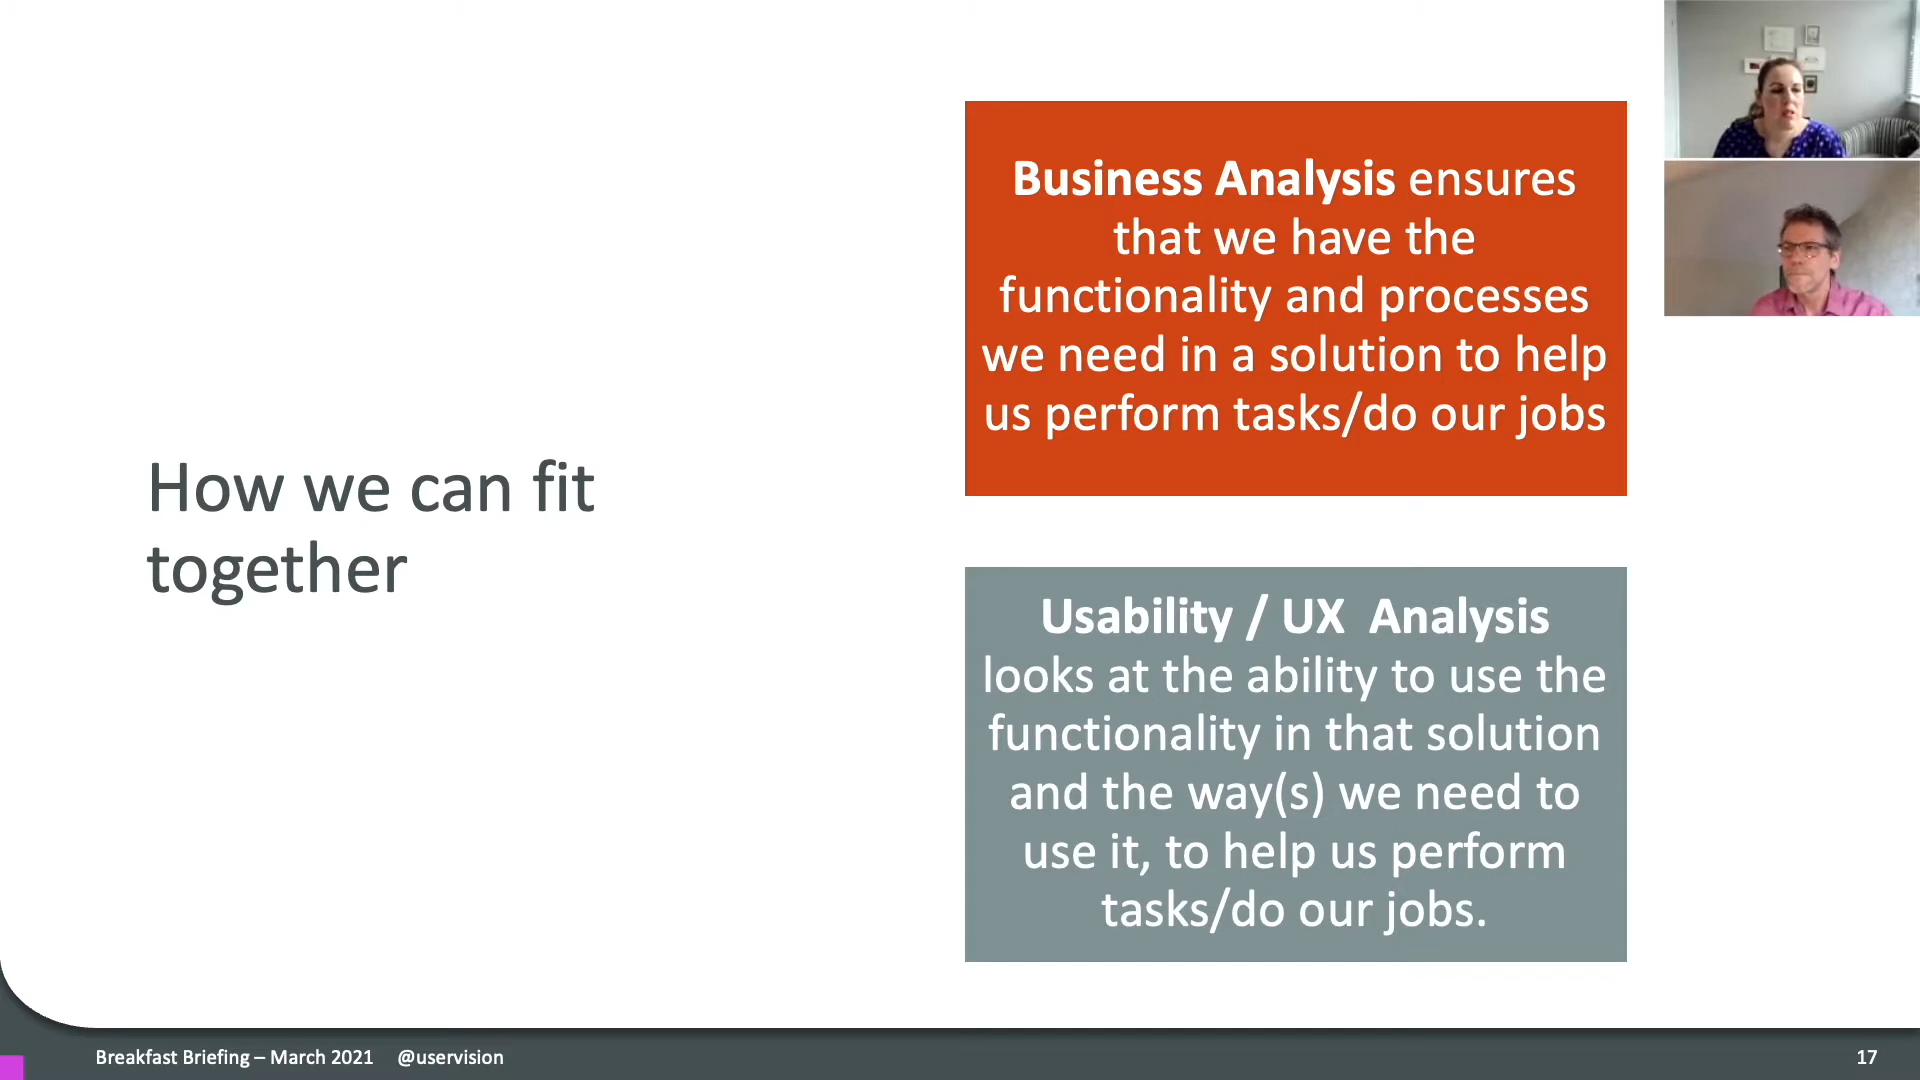 How we can fit
together
Business Analysis ensures
that we have the
functionality and processes
we need in a solution to help
us perform tasks/do our jobs
Usability / UX  Analysis
looks at the ability to use the
functionality in that solution
and the way(s) we need to
use it, to help us perform
tasks/do our jobs.
Breakfast Briefing – March 2021 @uservision
17